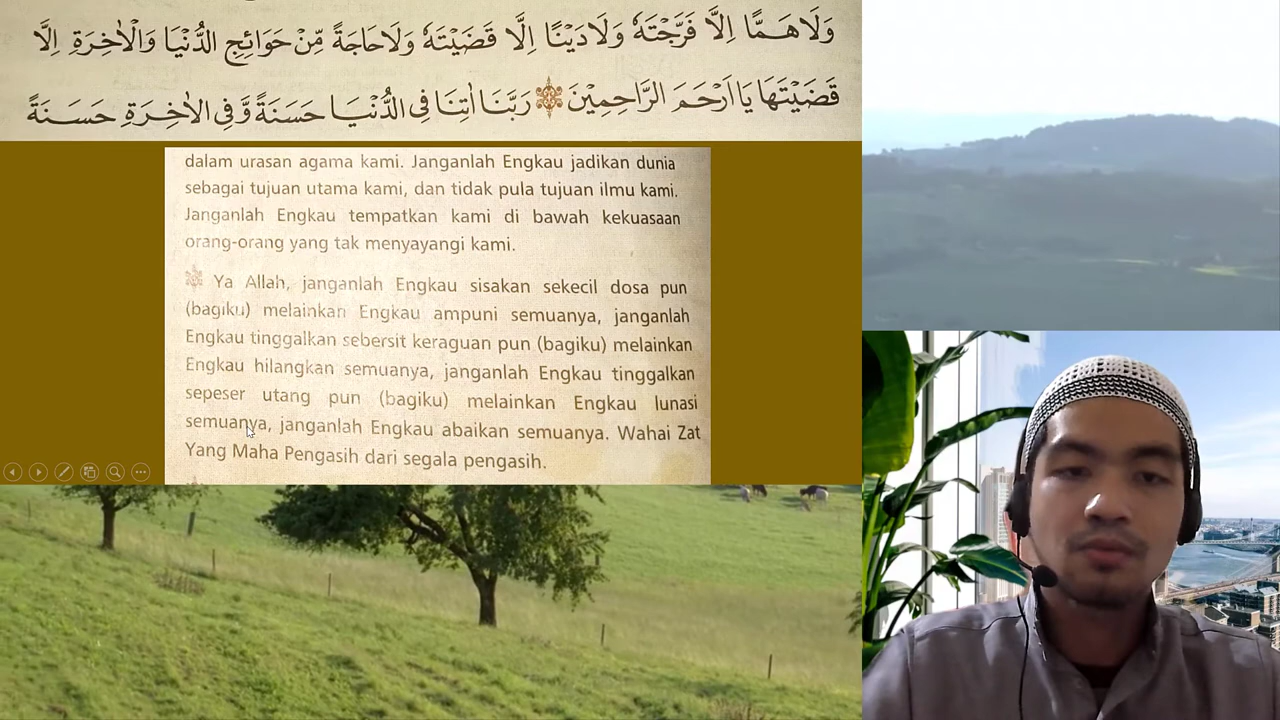 وَلَا هَمًّا اِلَّا فَرَّجْتَهٗ وَلَا دَيْنًا اِلَّا قَضَيْتَهٗ وَلَا حَاجَةً مِّنْ حَوَائِجِ الدُّنْيَا وَالْاٰخِرَةِ اِلَّا
قَضَيْتَهَا يَا اَرْحَمَ الرَّاحِمِيْنَ رَبَّنَا اٰتِنَا فِى الدُّنْيَا حَسَنَةً وَّفِى الْاٰخِرَةِ حَسَنَةً
dalam urasan agama kami. Janganlah Engkau jadikan dunia
sebagai tujuan utama kami, dan tidak pula tujuan ilmu kami.
Janganlah Engkau tempatkan kami di bawah kekuasaan
orang-orang yang tak menyayangi kami.
Ya Allah, janganlah Engkau sisakan sekecil dosa pun
(bagiku) melainkan Engkau ampuni semuanya, janganlah
Engkau tinggalkan sebersit keraguan pun (bagiku) melainkan
Engkau hilangkan semuanya, janganlah Engkau tinggalkan
sepeser utang pun (bagiku) melainkan Engkau lunasi
semuanya, janganlah Engkau abaikan semuanya. Wahai Zat
Yang Maha Pengasih dari segala pengasih.